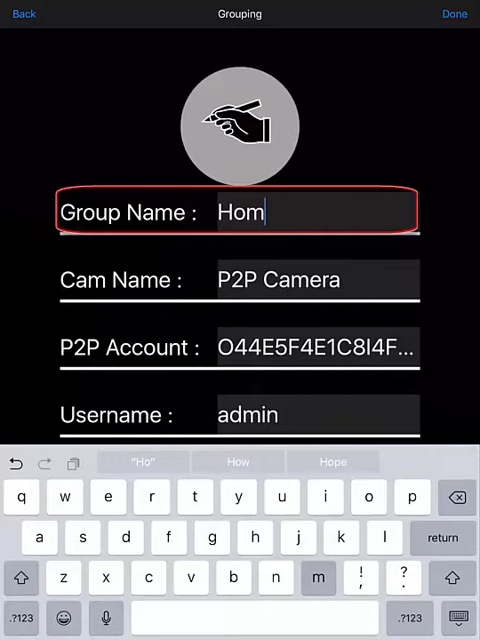 Back Grouping Done
Group Name : Hom
Cam Name : P2P Camera
P2P Account : O44E5F4E1C8I4F...
Username : admin
"Ho" How Hope
q w e r t y u i o p
a s d f g h j k l return
z x c v b n m ! , ? .
.?123 .?123